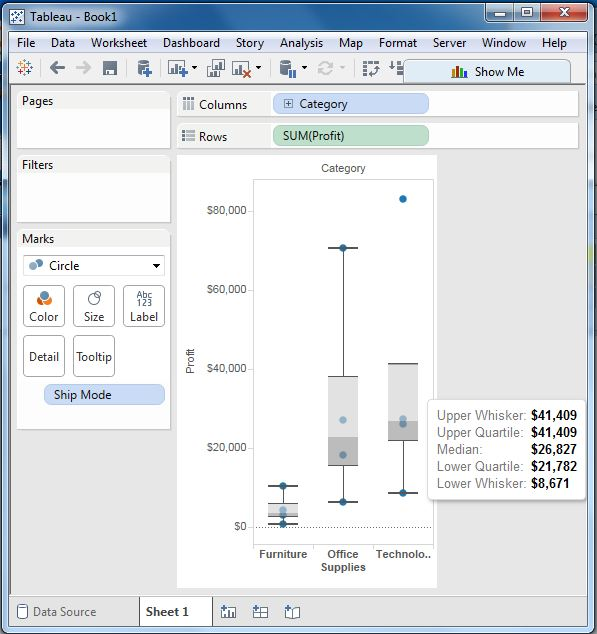 Tableau - Book1
File Data Worksheet Dashboard Story Analysis Map Format Server Window Help
Show Me
Pages
Columns
Category
Rows
SUM(Profit)
Filters
Marks
Circle
Color
Size
Abc
123
Label
Detail
Tooltip
Ship Mode
Category
Profit
$80,000
$60,000
$40,000
$20,000
$0
Furniture
Office
Supplies
Technolo..
Upper Whisker: $41,409
Upper Quartile: $41,409
Median: $26,827
Lower Quartile: $21,782
Lower Whisker: $8,671
Data Source
Sheet 1